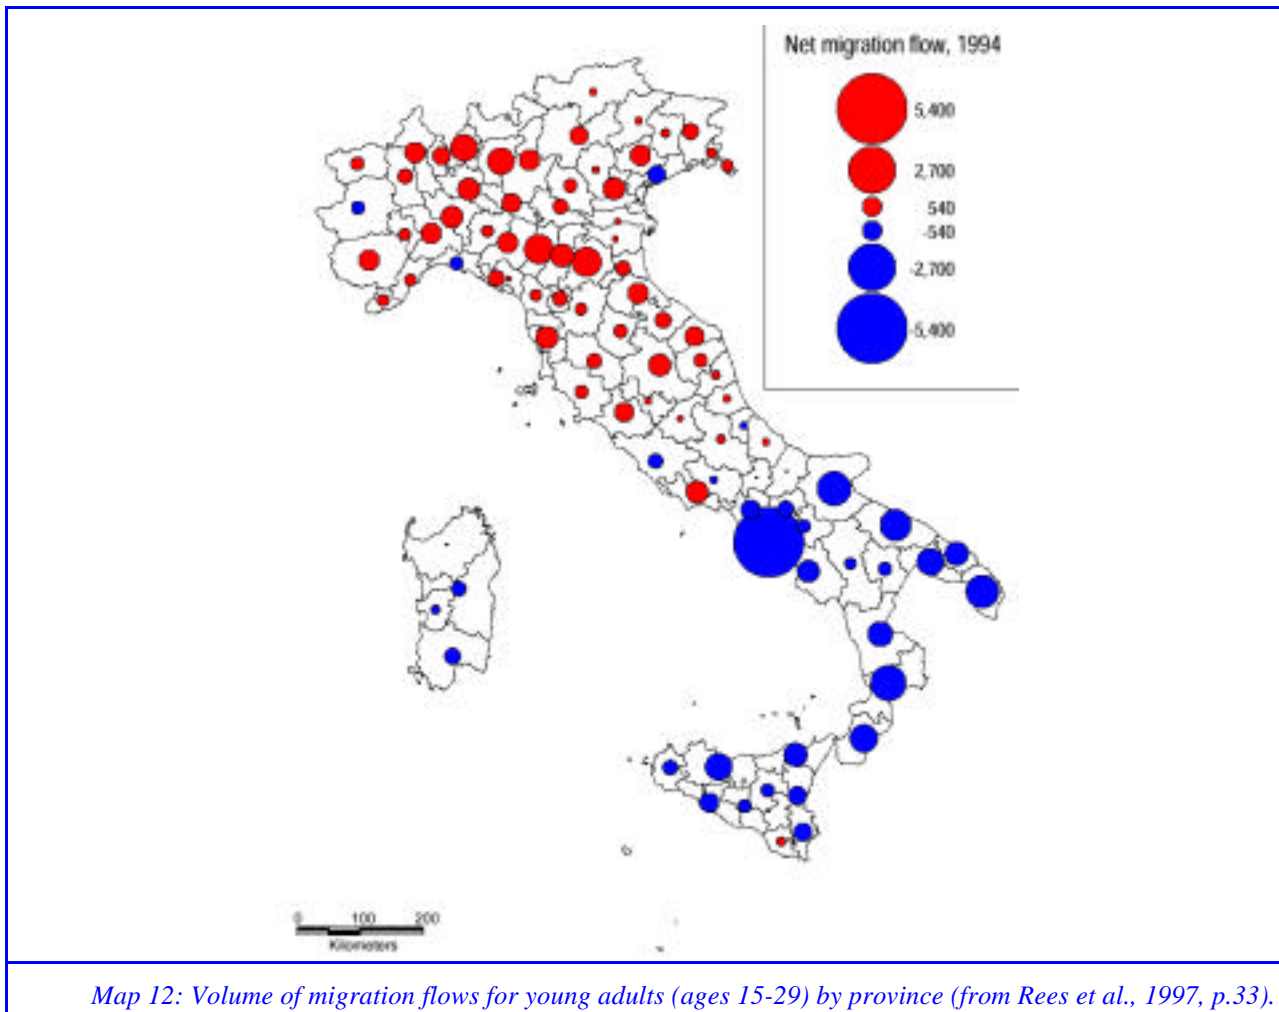 Net migration flow, 1994
5,400
2,700
540
-540
-2,700
-5,400
0 100 200
Kilometers
Map 12: Volume of migration flows for young adults (ages 15-29) by province (from Rees et al., 1997, p.33).